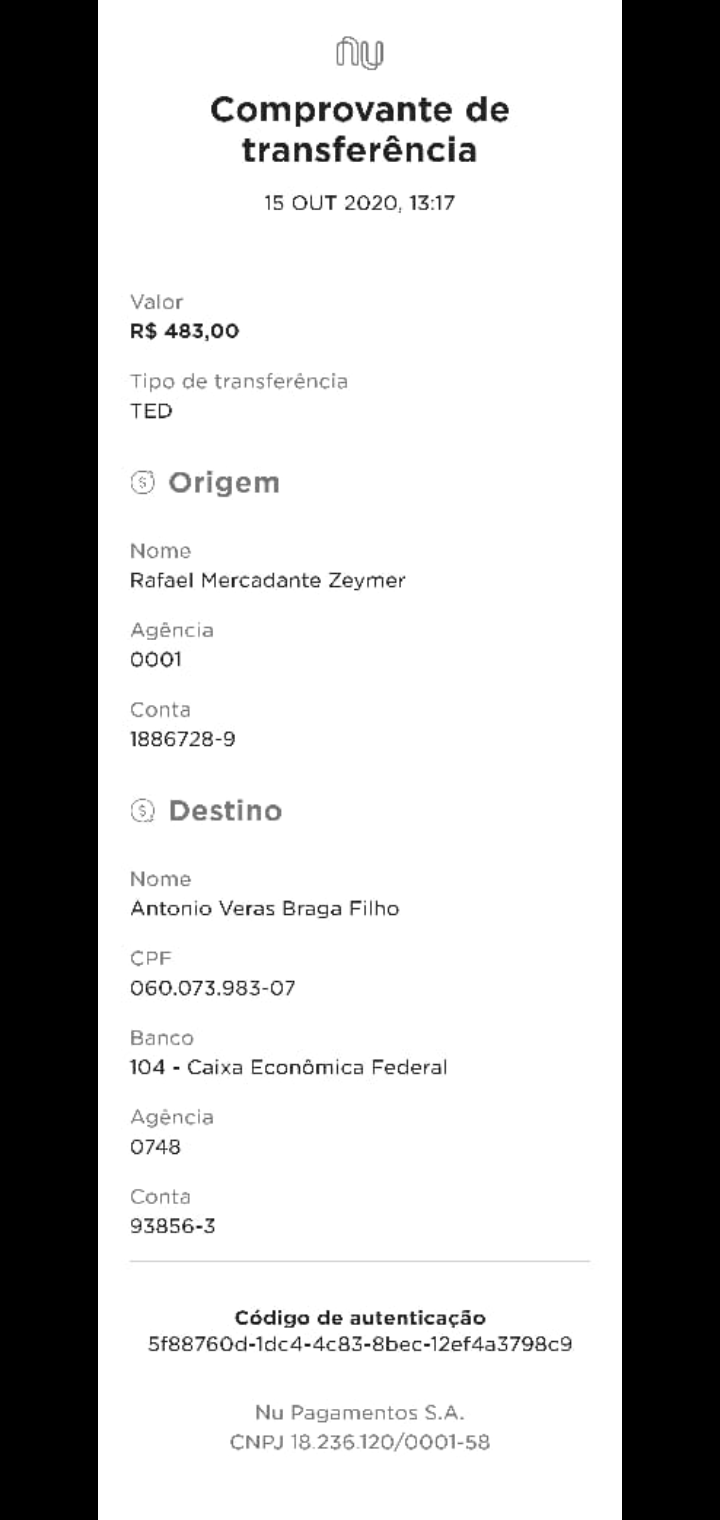 nu
Comprovante de
transferência
15 OUT 2020, 13:17
Valor
R$ 483,00
Tipo de transferência
TED
Origem
Nome
Rafael Mercadante Zeymer
Agência
0001
Conta
1886728-9
Destino
Nome
Antonio Veras Braga Filho
CPF
060.073.983-07
Banco
104 - Caixa Econômica Federal
Agência
0748
Conta
93856-3
Código de autenticação
5f88760d-1dc4-4c83-8bec-12ef4a3798c9
Nu Pagamentos S.A.
CNPJ 18.236.120/0001-58